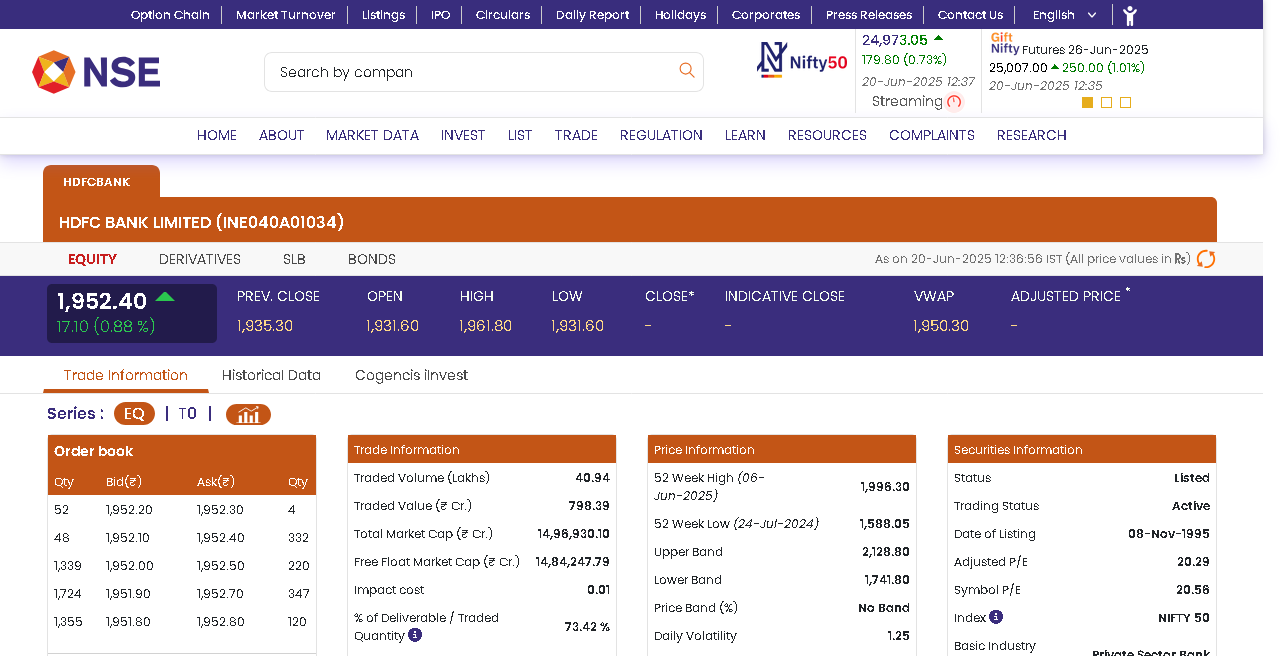 Option Chain Market Turnover Listings IPO Circulars Daily Report Holidays Corporates Press Releases Contact Us English
NSE
Search by compan
Nifty50
24,973.05
179.80 (0.73%)
20-Jun-2025 12:37
Streaming
Gift
Nifty Futures 26-Jun-2025
25,007.00 250.00 (1.01%)
20-Jun-2025 12:35
HOME ABOUT MARKET DATA INVEST LIST TRADE REGULATION LEARN RESOURCES COMPLAINTS RESEARCH
HDFCBANK
HDFC BANK LIMITED (INE040A01034)
EQUITY DERIVATIVES SLB BONDS As on 20-Jun-2025 12:36:56 IST (All price values in Rs)
1,952.40
17.10 (0.88 %)
PREV. CLOSE OPEN HIGH LOW CLOSE* INDICATIVE CLOSE VWAP ADJUSTED PRICE *
1,935.30 1,931.60 1,961.80 1,931.60 - - 1,950.30 -
Trade Information Historical Data Cogencis iInvest
Series : EQ | T0 |
Order book
Qty Bid(₹) Ask(₹) Qty
52 1,952.20 1,952.30 4
48 1,952.10 1,952.40 332
1,339 1,952.00 1,952.50 220
1,724 1,951.90 1,952.70 347
1,355 1,951.80 1,952.80 120
Trade Information
Traded Volume (Lakhs) 40.94
Traded Value (₹ Cr.) 798.39
Total Market Cap (₹ Cr.) 14,96,930.10
Free Float Market Cap (₹ Cr.) 14,84,247.79
Impact cost 0.01
% of Deliverable / Traded
Quantity i 73.42 %
Price Information
52 Week High (06-
Jun-2025) 1,996.30
52 Week Low (24-Jul-2024) 1,588.05
Upper Band 2,128.80
Lower Band 1,741.80
Price Band (%) No Band
Daily Volatility 1.25
Securities Information
Status Listed
Trading Status Active
Date of Listing 08-Nov-1995
Adjusted P/E 20.29
Symbol P/E 20.56
Index i NIFTY 50
Basic Industry
Private Sector Bank